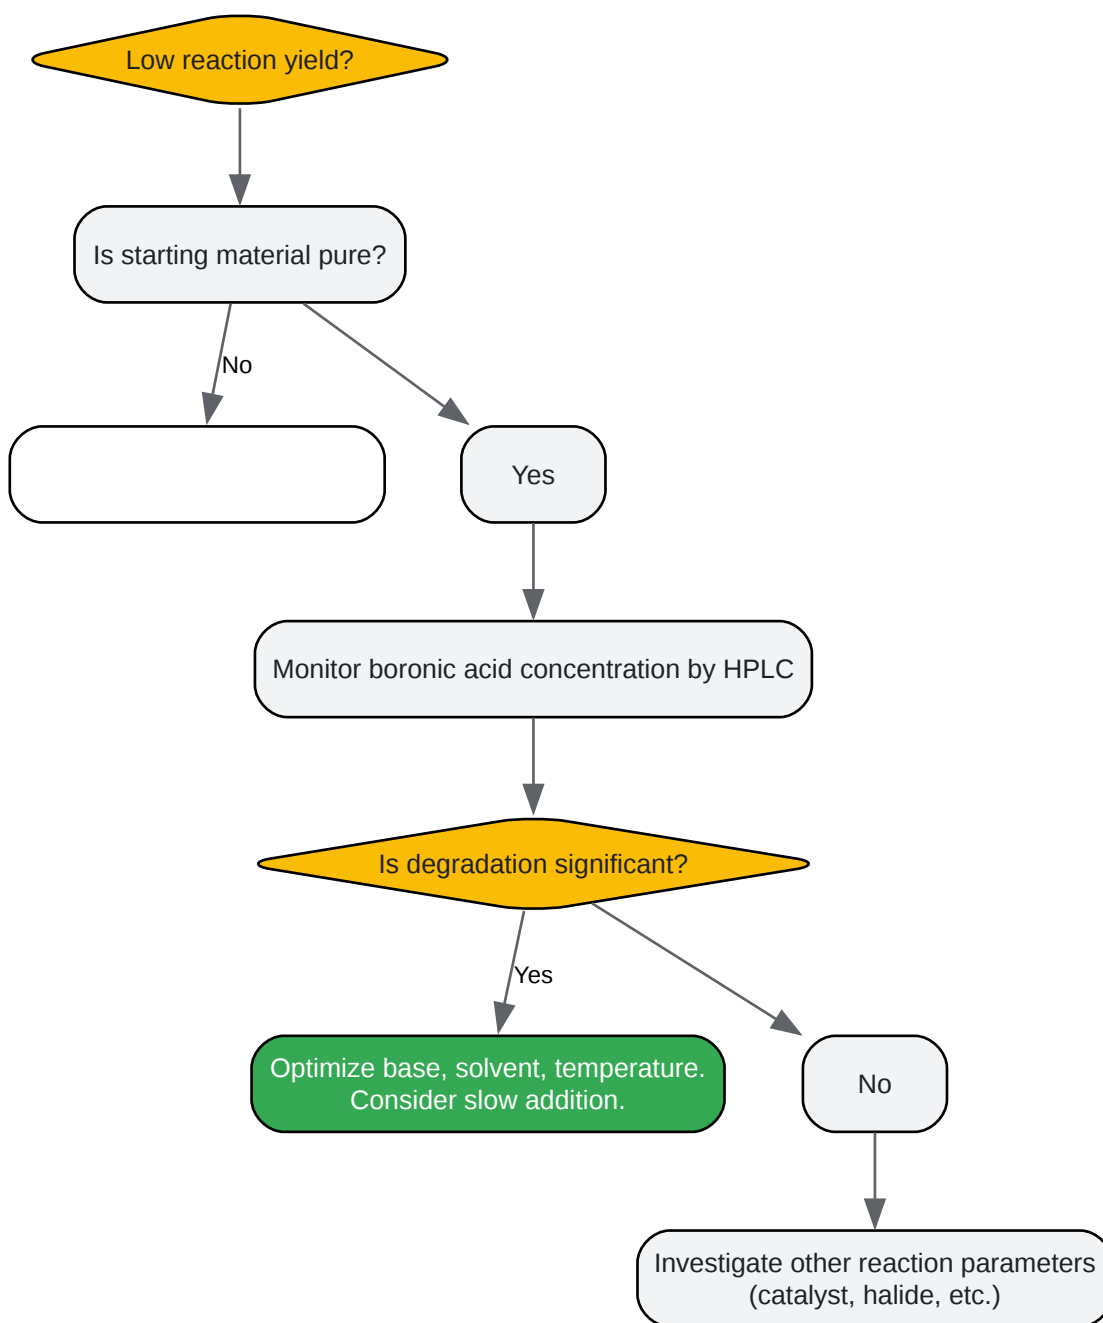 Low reaction yield?
Is starting material pure?
No
Yes
Monitor boronic acid concentration by HPLC
Is degradation significant?
Yes
Optimize base, solvent, temperature.
Consider slow addition.
No
Investigate other reaction parameters
(catalyst, halide, etc.)